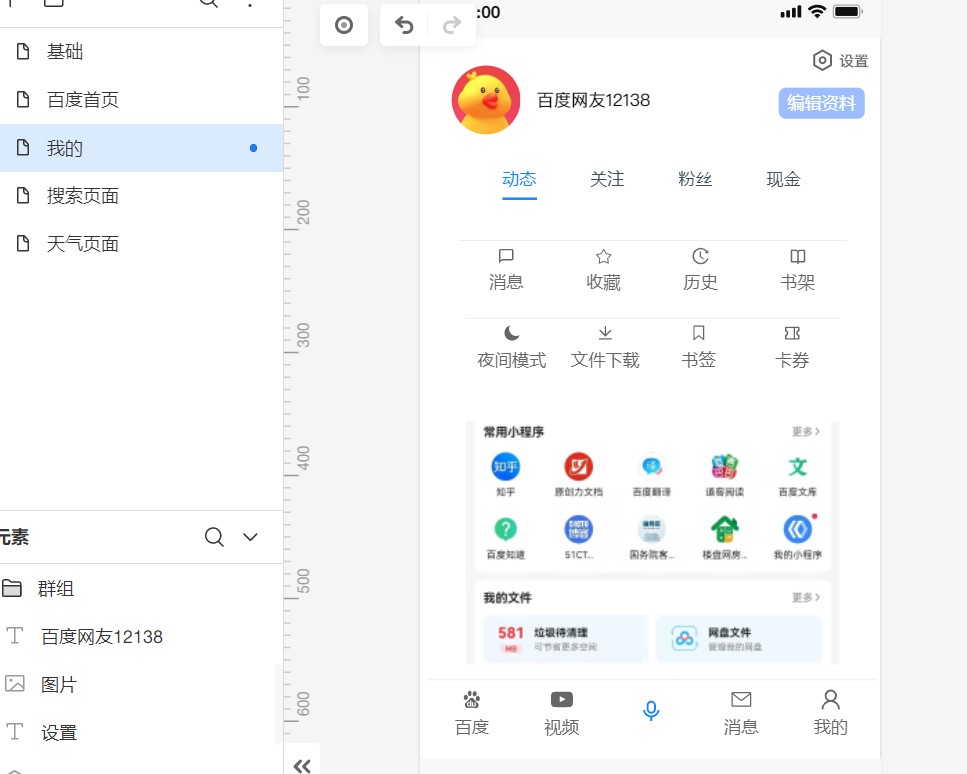 基础
百度首页
我的
搜索页面
天气页面
元素
群组
百度网友12138
图片
设置
100
200
300
400
500
600
:00
设置
百度网友12138
编辑资料
动态 关注 粉丝 现金
消息 收藏 历史 书架
夜间模式 文件下载 书签 卡券
常用小程序 更多>
知乎
知乎 原创力文档 百度翻译 道客阅读 百度文库
文
百度知道 51CT... 国务院客... 楼盘网房... 我的小程序
我的文件 更多>
581 MB 垃圾待清理 网盘文件
可节省更多空间 管理我的网盘
百度 视频 消息 我的